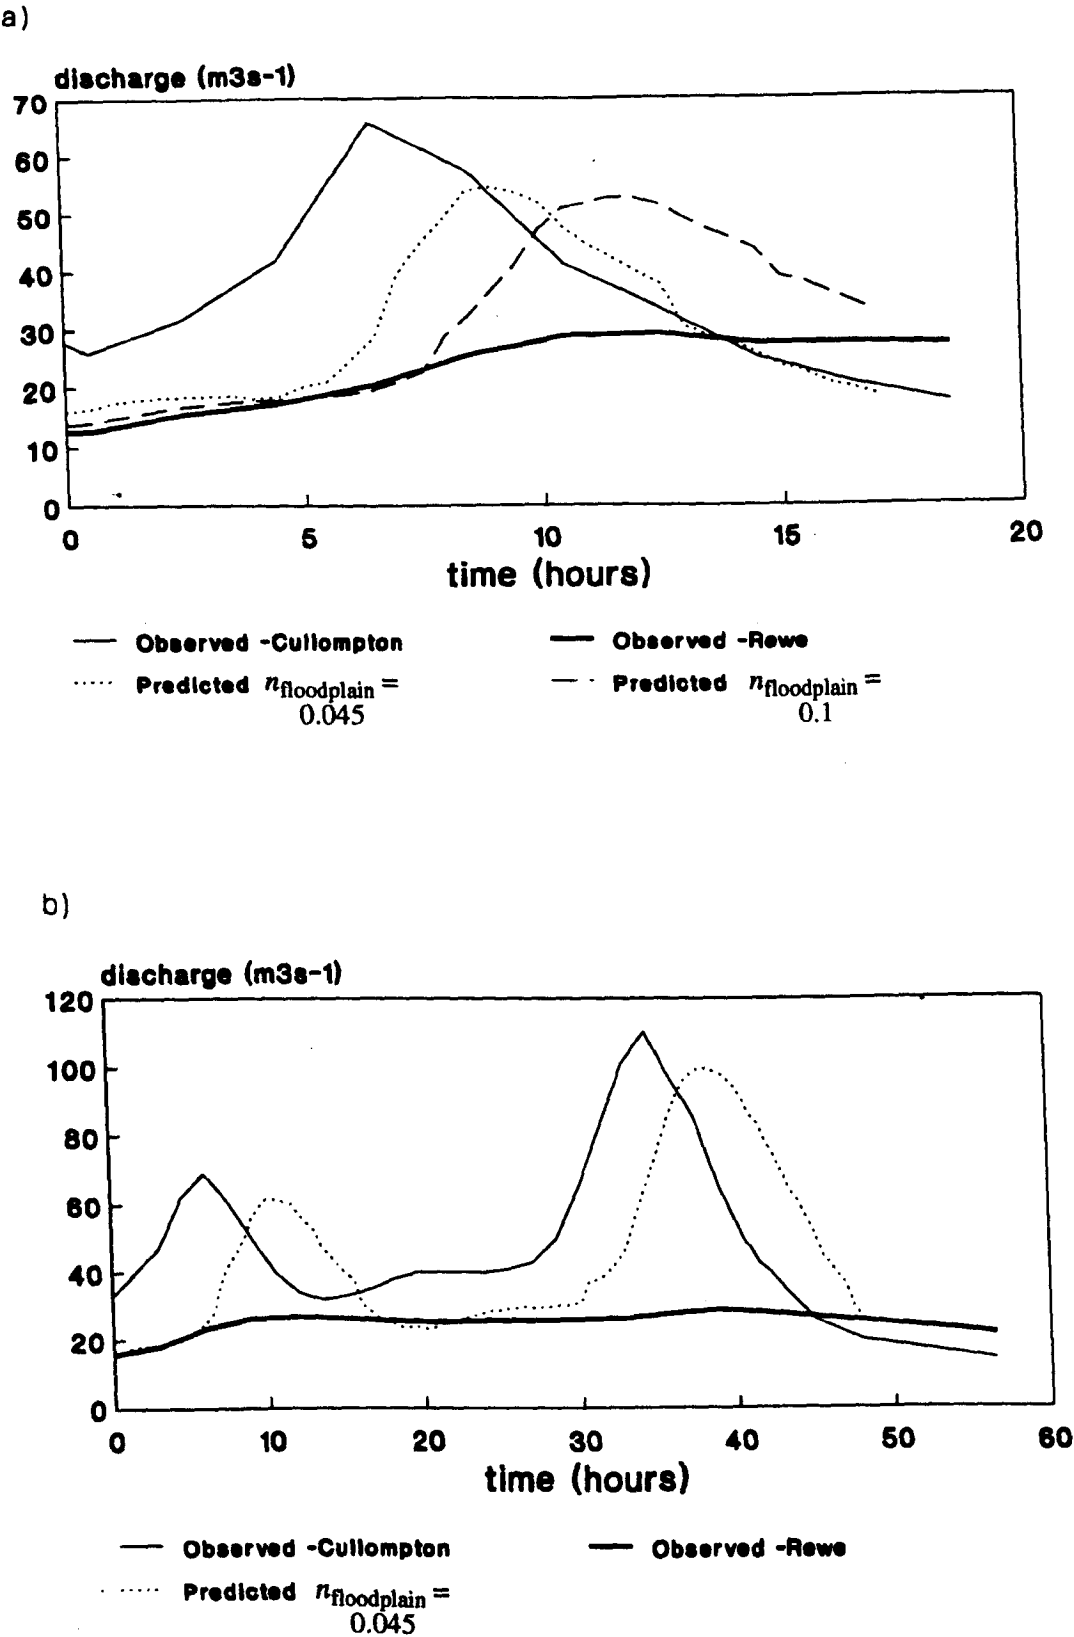 a)
discharge (m3s-1)
70
60
50
40
30
20
10
0
0 5 10 15 20
time (hours)
Observed -Cullompton Observed -Rewe
Predicted nfloodplain = Predicted nfloodplain =
0.045 0.1
b)
discharge (m3s-1)
120
100
80
60
40
20
0
0 10 20 30 40 50 60
time (hours)
Observed -Cullompton Observed -Rewe
Predicted nfloodplain =
0.045